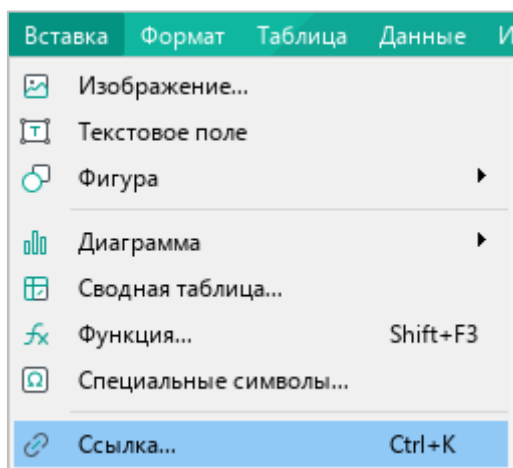 Вставка Формат Таблица Данные И
Изображение...
Текстовое поле
Фигура
Диаграмма
Сводная таблица...
Функция... Shift+F3
Специальные символы...
Ссылка... Ctrl+K